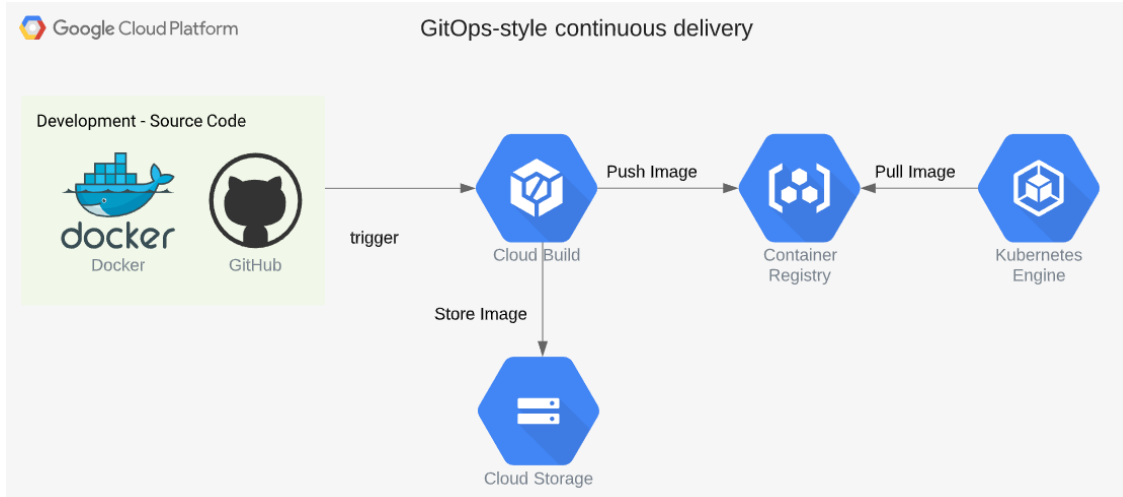 Google Cloud Platform
GitOps-style continuous delivery
Development - Source Code
docker
Docker
GitHub
trigger
Cloud Build
Push Image
Container
Registry
Pull Image
Kubernetes
Engine
Store Image
Cloud Storage